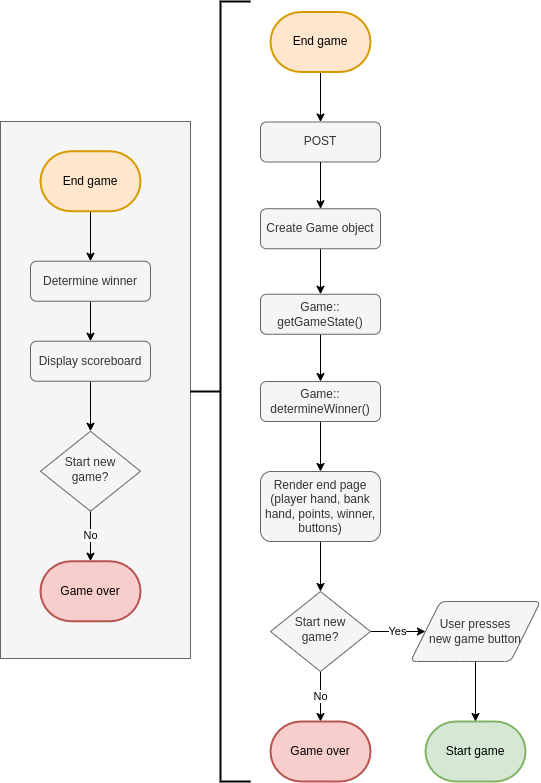 End game
Determine winner
Display scoreboard
Start new
game?
No
Game over
End game
POST
Create Game object
Game::
getGameState()
Game::
determineWinner()
Render end page
(player hand, bank
hand, points, winner,
buttons)
Start new
game?
Yes
User presses
new game button
No
Game over
Start game